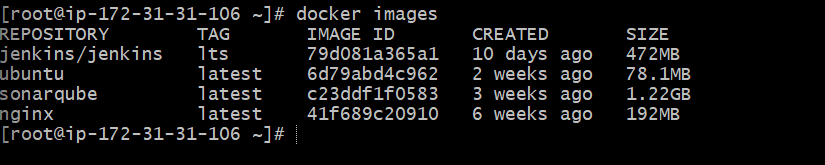 [root@ip-172-31-31-106 ~]# docker images
REPOSITORY TAG IMAGE ID CREATED SIZE
jenkins/jenkins lts 79d081a365a1 10 days ago 472MB
ubuntu latest 6d79abd4c962 2 weeks ago 78.1MB
sonarqube latest c23ddf1f0583 3 weeks ago 1.22GB
nginx latest 41f689c20910 6 weeks ago 192MB
[root@ip-172-31-31-106 ~]#